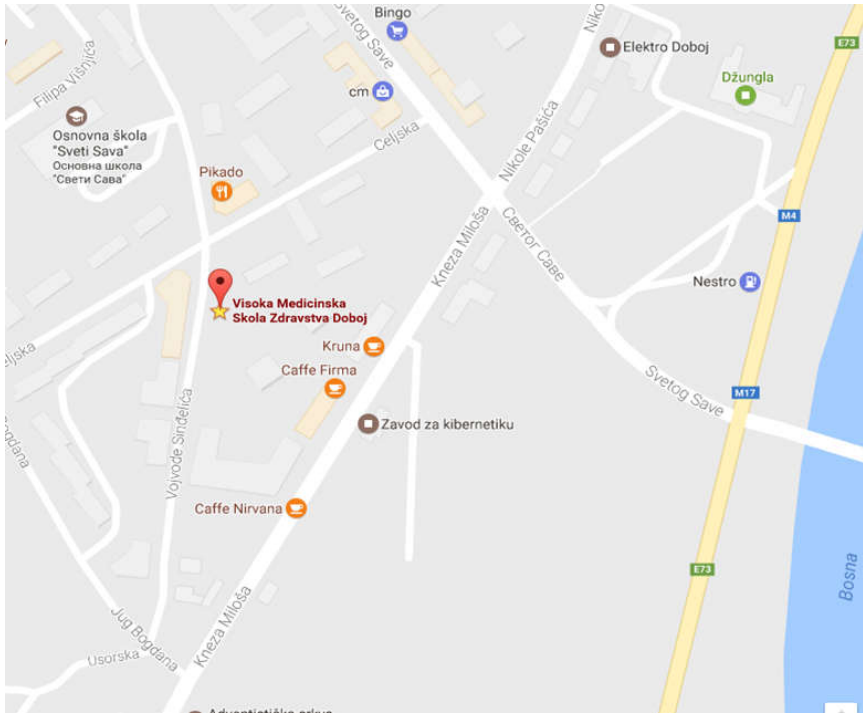 Bingo
Svetog Save
Niko
Elektro Doboj
E73
Džungla
Filipa Višnjića
cm
Osnovna škola
"Sveti Sava"
Основна школа
"Свети Сава"
Celjska
Nikole Pašića
Pikado
Kneza Miloša
Светог Саве
M4
Nestro
Visoka Medicinska
Skola Zdravstva Doboj
Kruna
eljska
Caffe Firma
Svetog Save
M17
Vojvode Sinđelića
Zavod za kibernetiku
Bogdana
Caffe Nirvana
E73
Bosna
Jug Bogdana
Kneza Miloša
Usorska